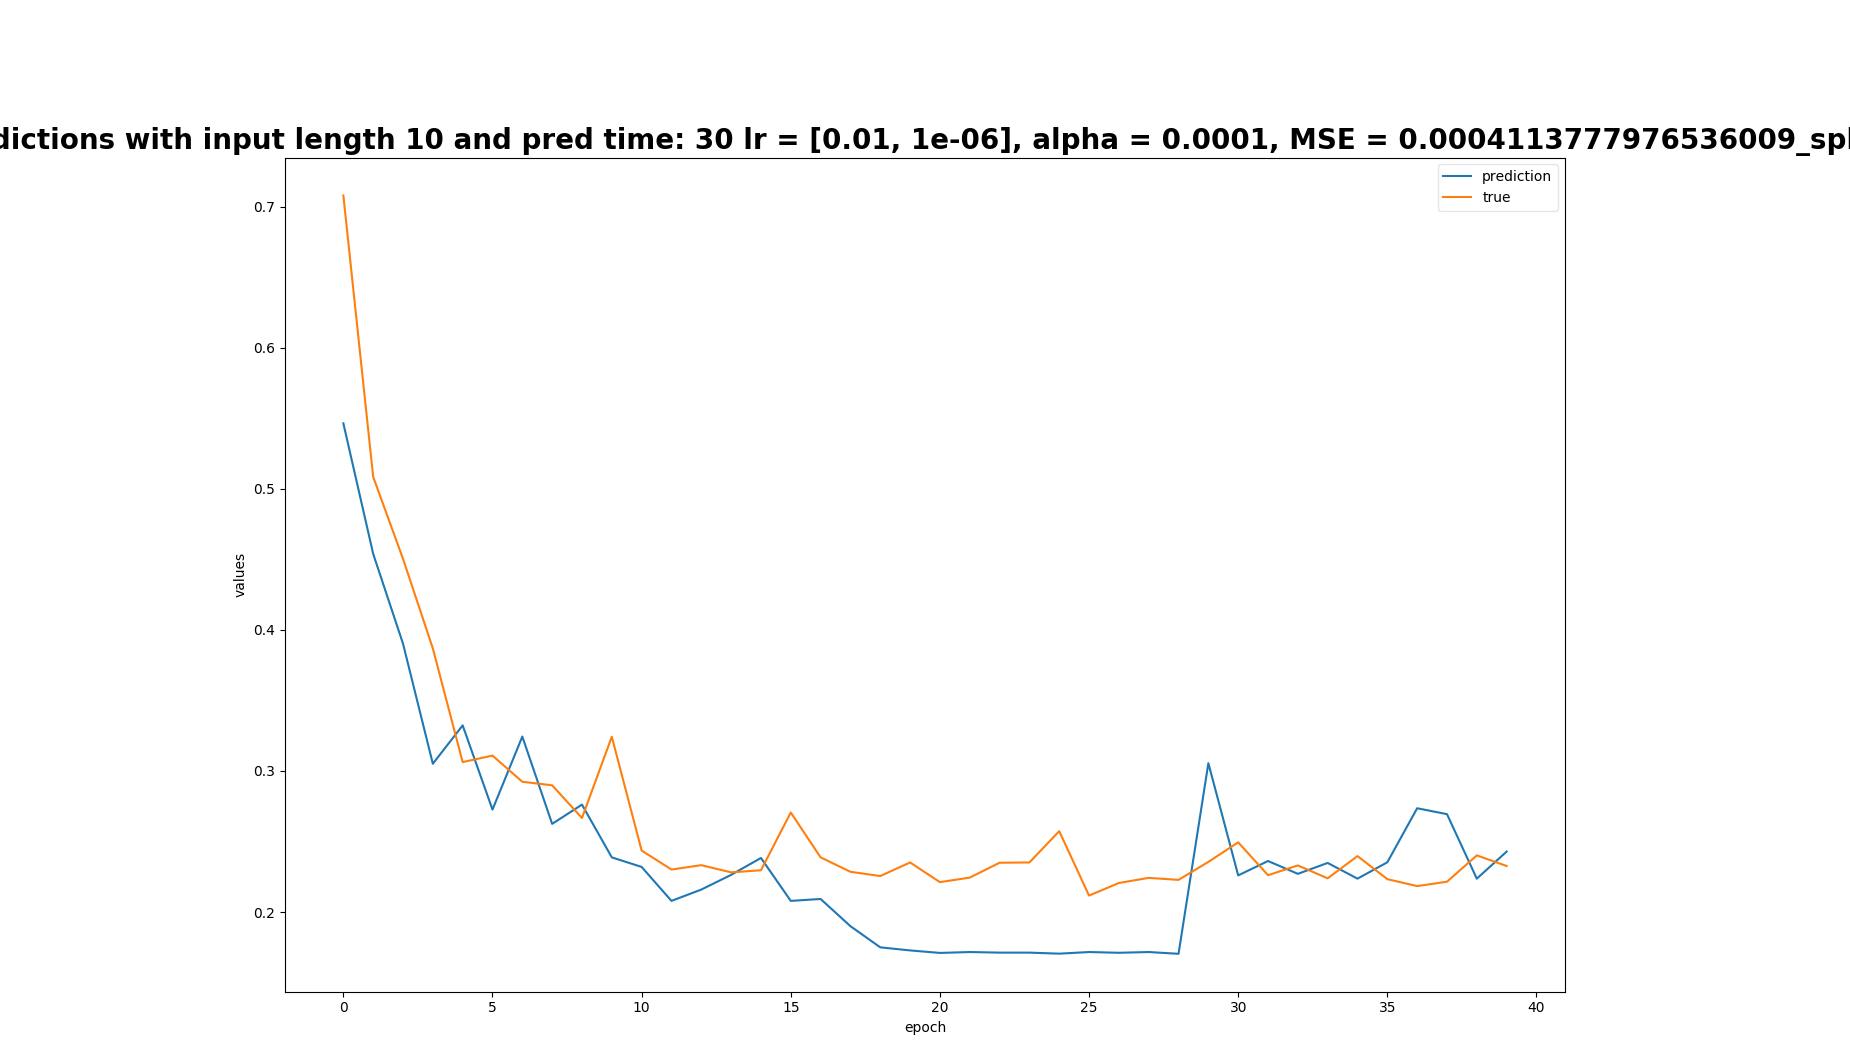 dictions with input length 10 and pred time: 30 lr = [0.01, 1e-06], alpha = 0.0001, MSE = 0.0004113777976536009_spl
prediction
true
0.7
0.6
0.5
0.4
0.3
0.2
values
0 5 10 15 20 25 30 35 40
epoch